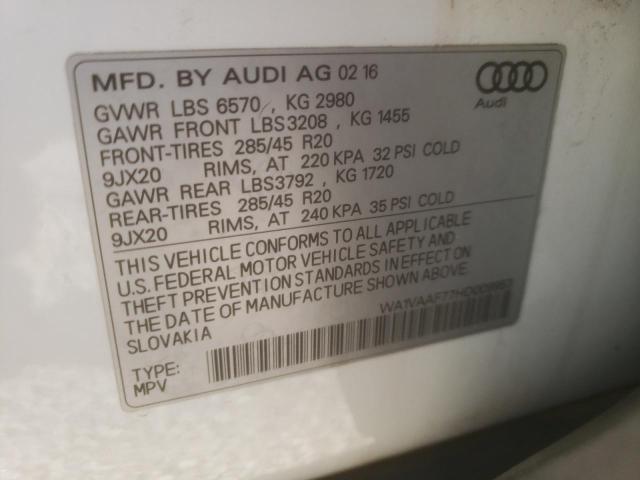 MFD. BY AUDI AG 02 16
Audi
GVWR LBS 6570, KG 2980
GAWR FRONT LBS3208, KG 1455
FRONT-TIRES 285/45 R20
9JX20 RIMS, AT 220 KPA 32 PSI COLD
GAWR REAR LBS3792, KG 1720
REAR-TIRES 285/45 R20
9JX20 RIMS, AT 240 KPA 35 PSI COLD
THIS VEHICLE CONFORMS TO ALL APPLICABLE
U.S. FEDERAL MOTOR VEHICLE SAFETY AND
THEFT PREVENTION STANDARDS IN EFFECT ON
THE DATE OF MANUFACTURE SHOWN ABOVE.
SLOVAKIA
TYPE:
MPV